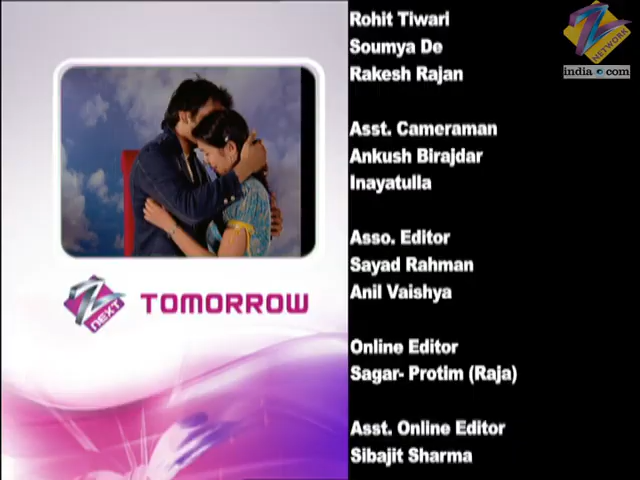 Rohit Tiwari
Soumya De
Rakesh Rajan
Asst. Cameraman
Ankush Birajdar
Inayatulla
Asso. Editor
Sayad Rahman
Anil Vaishya
Online Editor
Sagar- Protim (Raja)
Asst. Online Editor
Sibajit Sharma
Z NEXT
TOMORROW
Z NETWORK
india.com